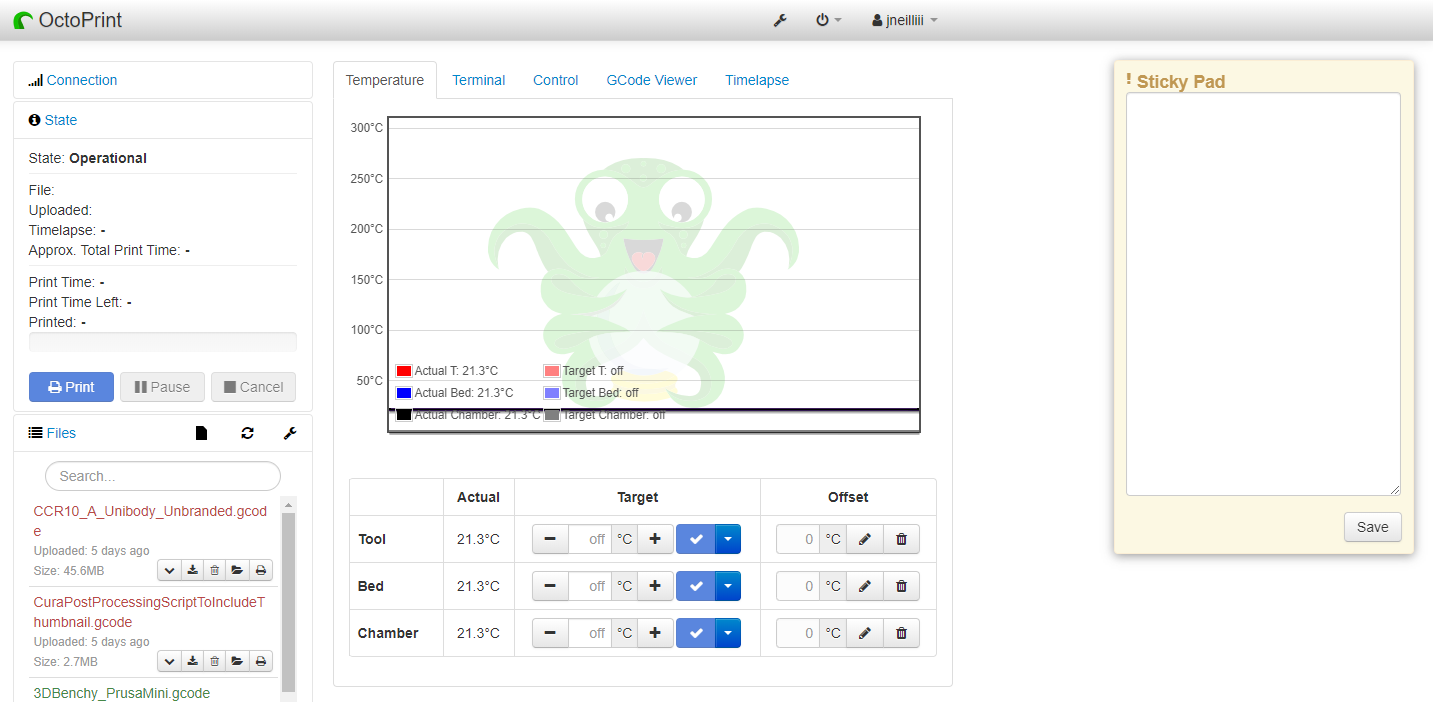 OctoPrint
jneilliii
Connection
State
State: Operational
File:
Uploaded:
Timelapse: -
Approx. Total Print Time: -
Print Time: -
Print Time Left: -
Printed: -
Print
Pause
Cancel
Files
Search...
CCR10_A_Unibody_Unbranded.gcod
e
Uploaded: 5 days ago
Size: 45.6MB
CuraPostProcessingScriptToIncludeT
humbnail.gcode
Uploaded: 5 days ago
Size: 2.7MB
3DBenchy_PrusaMini.gcode
Temperature
Terminal
Control
GCode Viewer
Timelapse
300°C
250°C
200°C
150°C
100°C
50°C
Actual T: 21.3°C
Target T: off
Actual Bed: 21.3°C
Target Bed: off
Actual Chamber: 21.3°C
Target Chamber: off
Actual
Target
Offset
Tool
21.3°C
off
°C
0
°C
Bed
21.3°C
off
°C
0
°C
Chamber
21.3°C
off
°C
0
°C
! Sticky Pad
Save